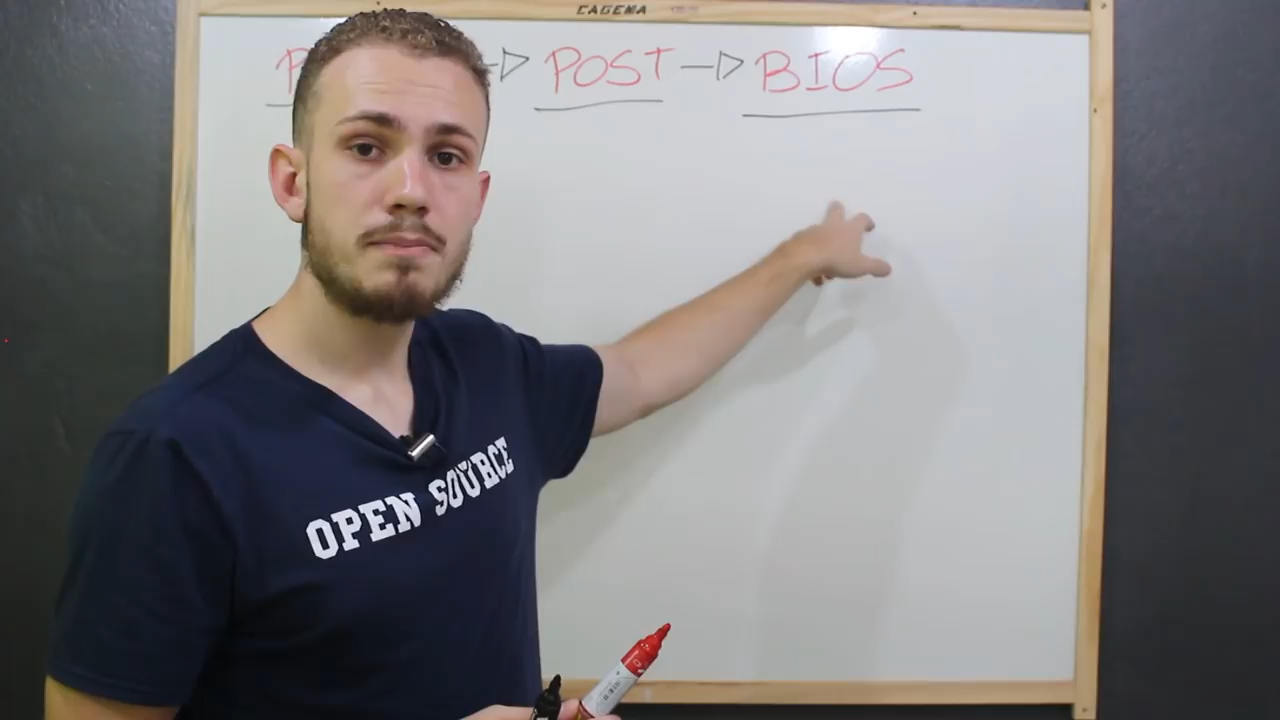 CAGEMA
POST → BIOS
OPEN SOURCE